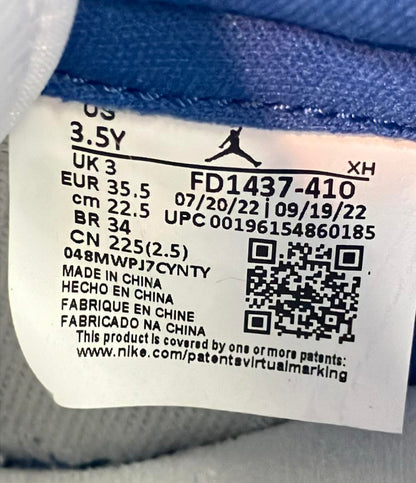 US
3.5Y
UK 3
EUR 35.5
cm 22.5
BR 34
CN 225(2.5)
XH
FD1437-410
07/20/22 | 09/19/22
UPC 00196154860185
048MWPJ7CYNTY
MADE IN CHINA
HECHO EN CHINA
FABRIQUE EN CHINE
FABRICADO NA CHINA
This product is covered by one or more patents:
www.nike.com/patentsvirtualmarking